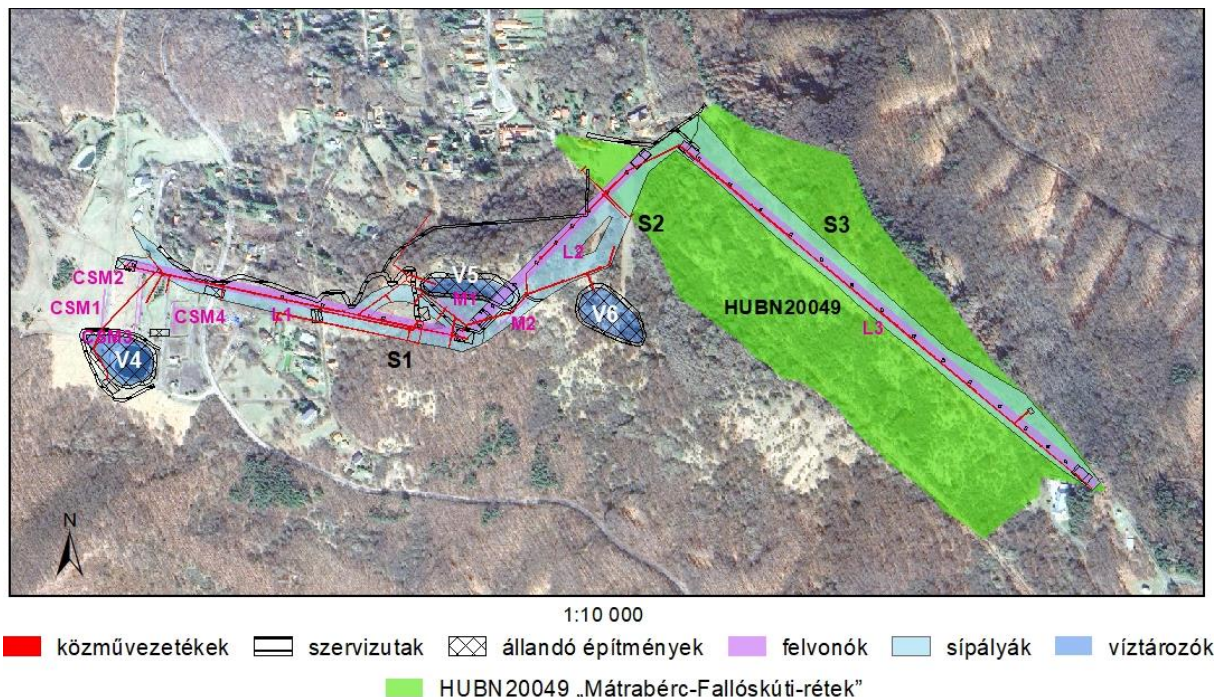 S3
S2
L2
CSM2
V5
HUBN20049
CSM1
M1
CSM4
L1
M2
V6
L3
CSM3
V4
S1
N
1:10 000
közművezetékek szervizutak állandó építmények felvonók sípályák víztározók
HUBN20049 „Mátrabérc-Fallóskúti-rétek”